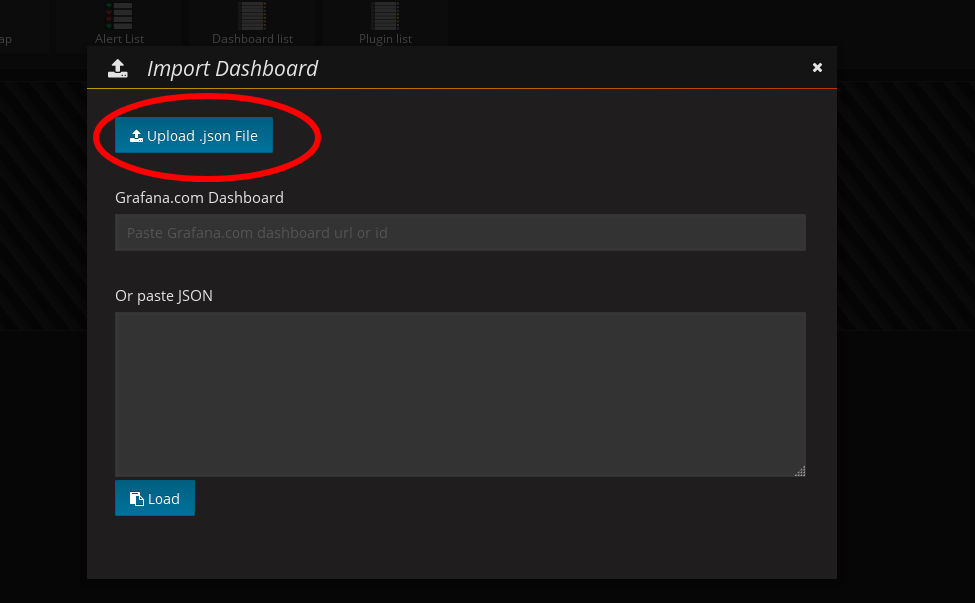 ap
Alert List
Dashboard list
Plugin list
Import Dashboard
Upload .json File
Grafana.com Dashboard
Paste Grafana.com dashboard url or id
Or paste JSON
Load